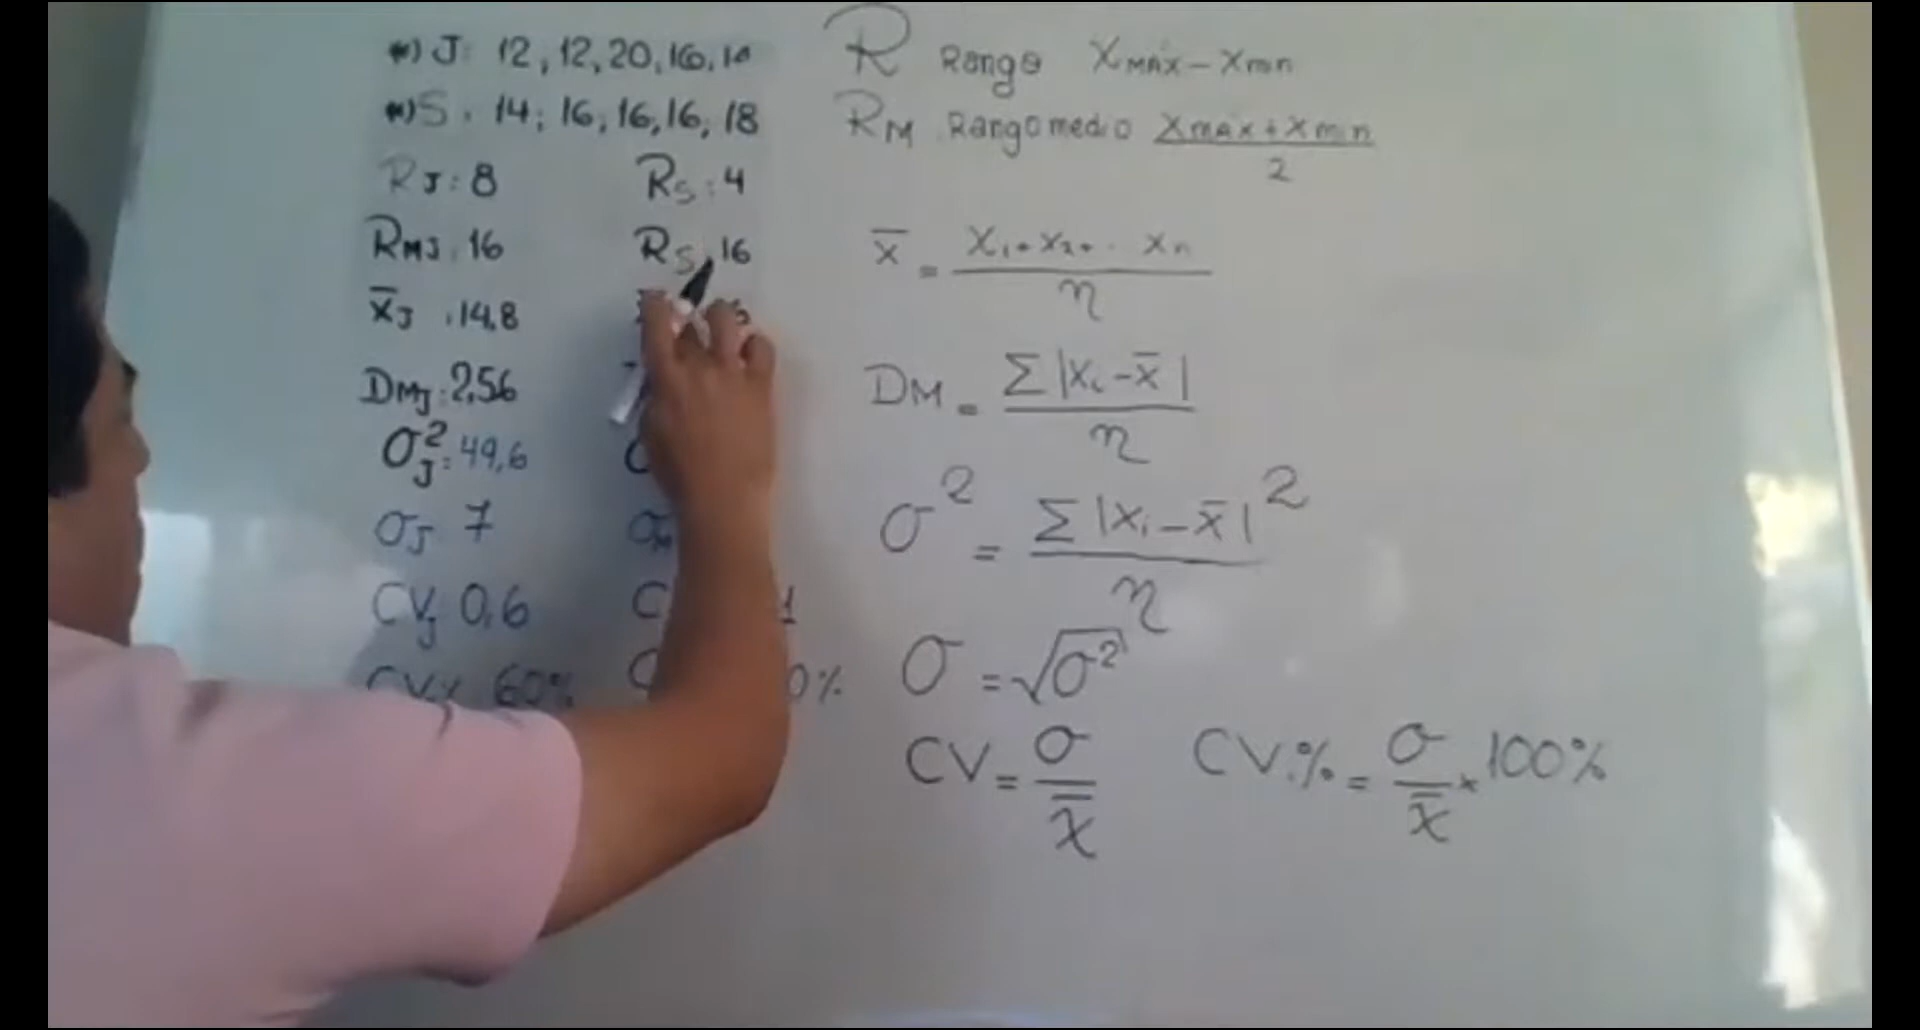 *) J: 12, 12, 20, 16, 14
*) S: 14; 16, 16, 16, 18
RJ: 8
RS: 4
RMJ. 16
RS. 16
x̄J .14,8
DMJ: 2,56
σ²J: 49,6
σJ 7
CVJ 0,6
CV% 60%
1
0%
R Rango XMAX - Xmin
RM Rango medio (XMAX + Xmin)/2
x̄ = (X1 + X2 + .. Xn)/n
DM = Σ|Xi - x̄|/n
σ² = Σ|Xi - x̄|²/n
σ = √σ²
CV = σ/x̄ CV.% = σ/x̄ * 100%